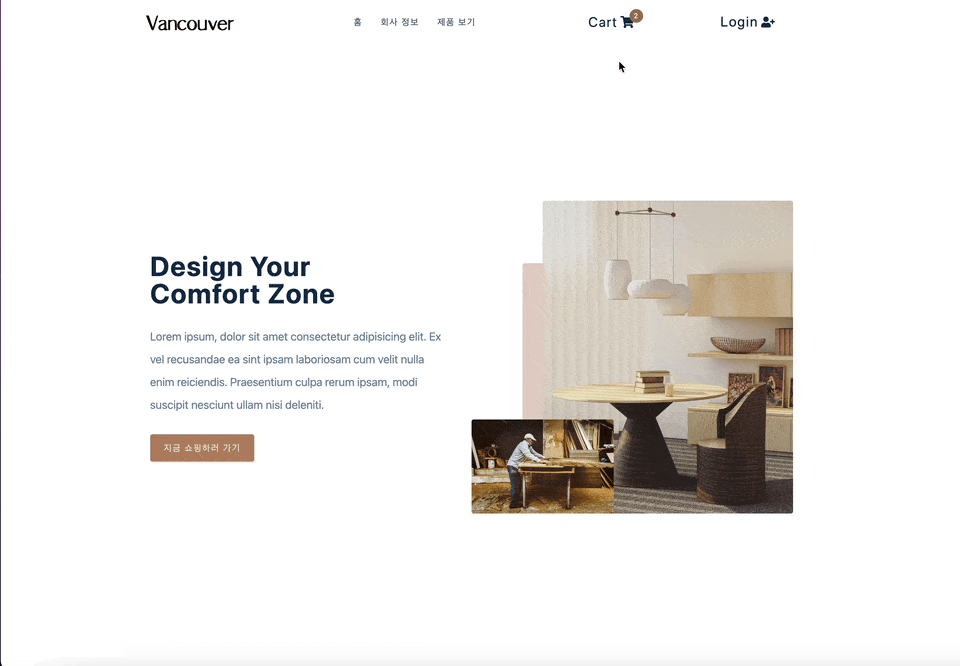 Vancouver
홈 회사 정보 제품 보기
Cart 2
Login
Design Your
Comfort Zone
Lorem ipsum, dolor sit amet consectetur adipisicing elit. Ex
vel recusandae ea sint ipsam laboriosam cum velit nulla
enim reiciendis. Praesentium culpa rerum ipsam, modi
suscipit nesciunt ullam nisi deleniti.
지금 쇼핑하러 가기